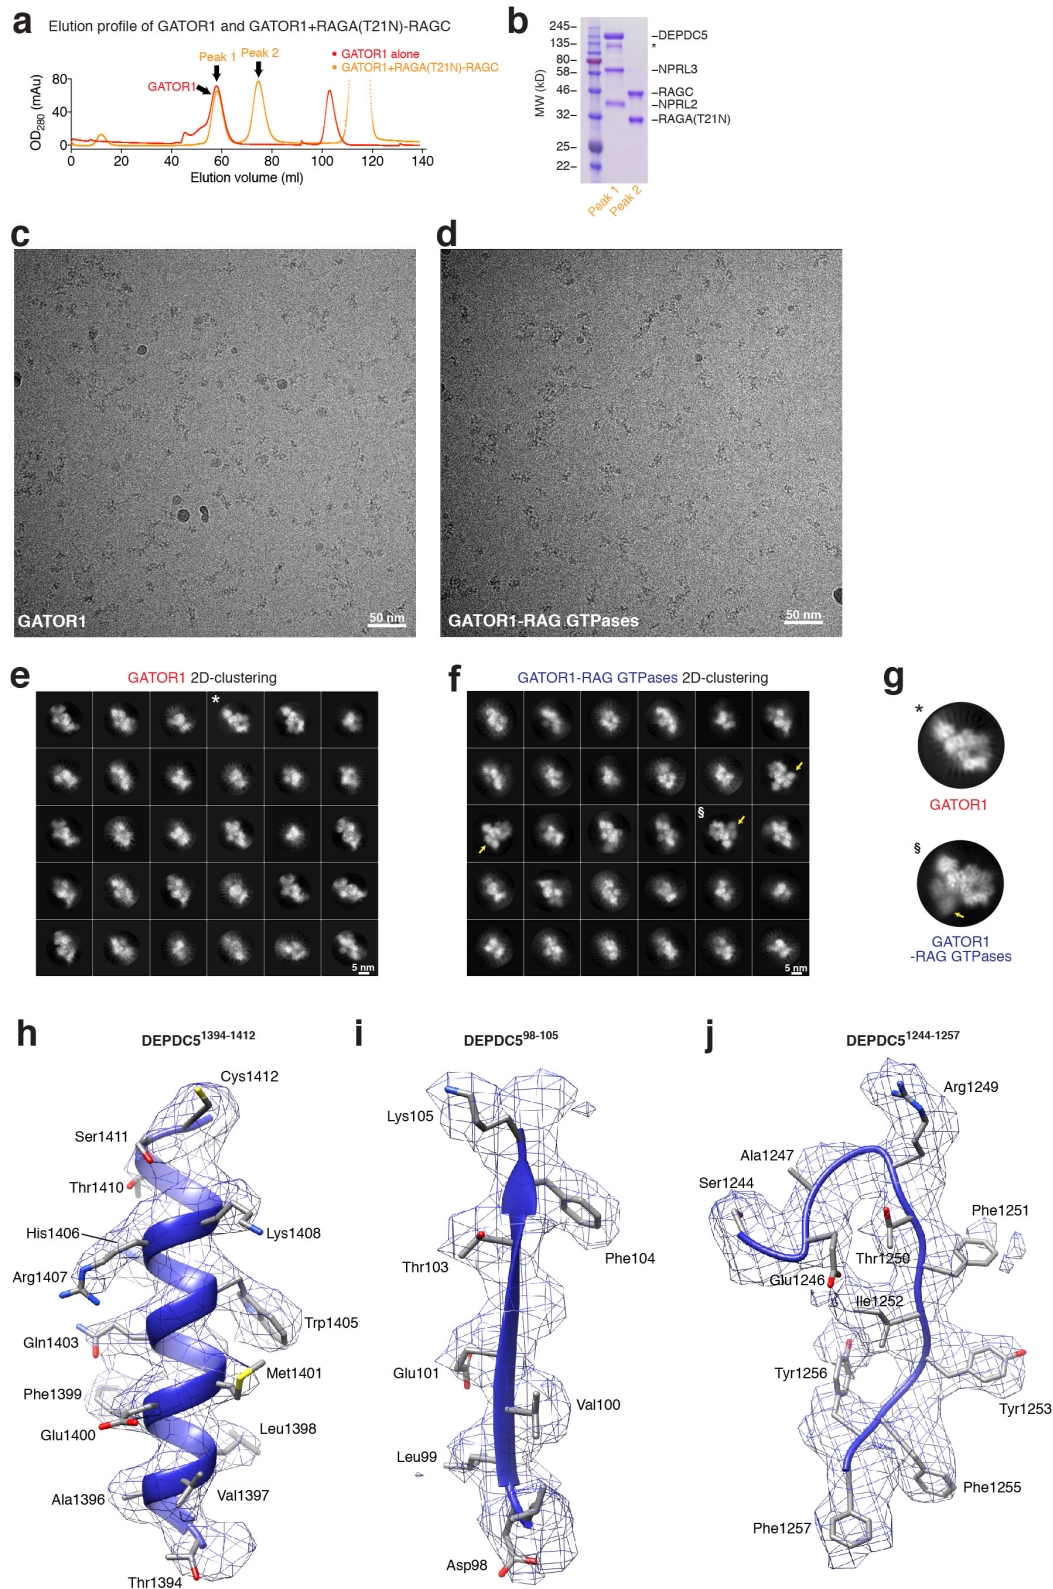 a
Elution profile of GATOR1 and GATOR1+RAGA(T21N)-RAGC
Peak 1
Peak 2
GATOR1 alone
GATOR1+RAGA(T21N)-RAGC
GATOR1
80
40
0
OD280 (mAu)
0 20 40 60 80 100 120 140
Elution volume (ml)
b
MW (kD)
245–
135–
80–
58–
46–
32–
25–
22–
–DEPDC5
*
–NPRL3
–RAGC
–NPRL2
–RAGA(T21N)
Peak 1
Peak 2
c
GATOR1
50 nm
d
GATOR1-RAG GTPases
50 nm
e
GATOR1 2D-clustering
*
5 nm
f
GATOR1-RAG GTPases 2D-clustering
§
5 nm
g
*
GATOR1
§
GATOR1
-RAG GTPases
h
DEPDC5 1394-1412
Cys1412
Ser1411
Thr1410
Lys1408
His1406
Arg1407
Trp1405
Gln1403
Met1401
Phe1399
Glu1400
Leu1398
Ala1396
Val1397
Thr1394
i
DEPDC5 98-105
Lys105
Phe104
Thr103
Glu101
Val100
Leu99
Asp98
j
DEPDC5 1244-1257
Arg1249
Ala1247
Ser1244
Phe1251
Thr1250
Glu1246
Ile1252
Tyr1256
Tyr1253
Phe1255
Phe1257